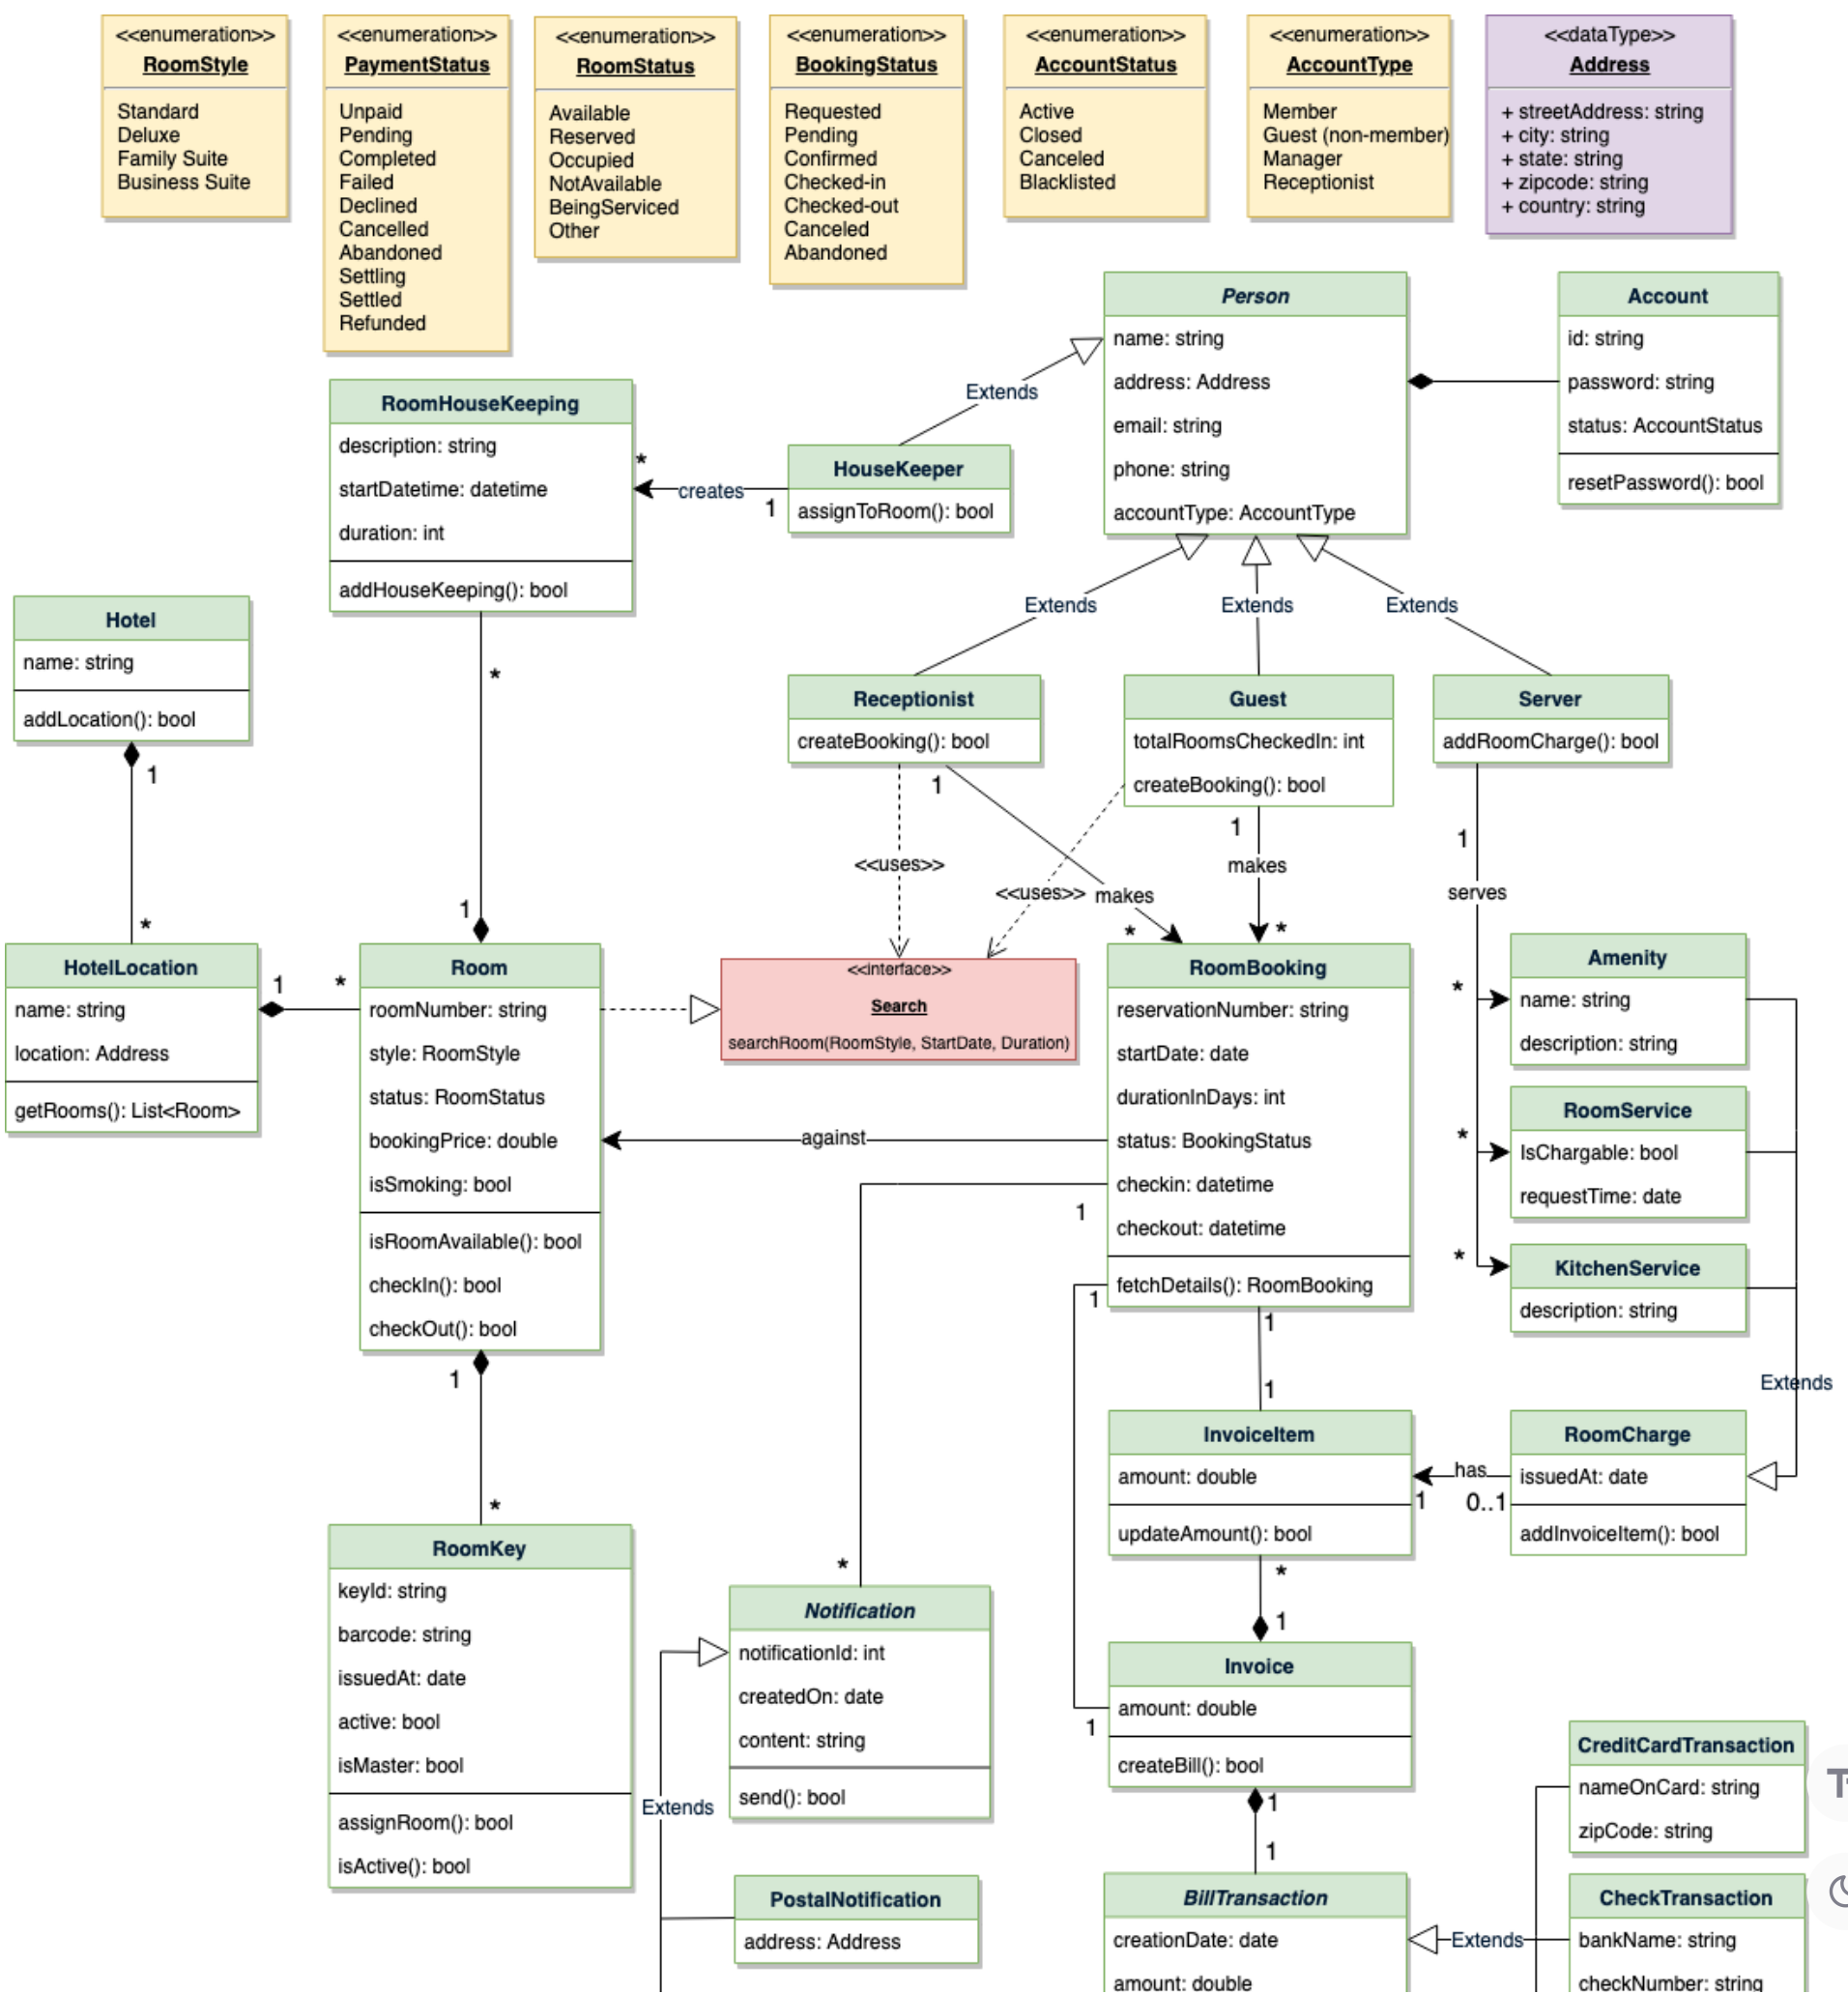 <<enumeration>>
RoomStyle
Standard
Deluxe
Family Suite
Business Suite
<<enumeration>>
PaymentStatus
Unpaid
Pending
Completed
Failed
Declined
Cancelled
Abandoned
Settling
Settled
Refunded
<<enumeration>>
RoomStatus
Available
Reserved
Occupied
NotAvailable
BeingServiced
Other
<<enumeration>>
BookingStatus
Requested
Pending
Confirmed
Checked-in
Checked-out
Canceled
Abandoned
<<enumeration>>
AccountStatus
Active
Closed
Canceled
Blacklisted
<<enumeration>>
AccountType
Member
Guest (non-member)
Manager
Receptionist
<<dataType>>
Address
+ streetAddress: string
+ city: string
+ state: string
+ zipcode: string
+ country: string
Person
name: string
address: Address
email: string
phone: string
accountType: AccountType
Account
id: string
password: string
status: AccountStatus
resetPassword(): bool
Extends
RoomHouseKeeping
description: string
startDatetime: datetime
duration: int
addHouseKeeping(): bool
*
creates
1
HouseKeeper
assignToRoom(): bool
Extends
Extends
Extends
Hotel
name: string
addLocation(): bool
1
*
*
1
Receptionist
createBooking(): bool
Guest
totalRoomsCheckedIn: int
createBooking(): bool
Server
addRoomCharge(): bool
1
<<uses>>
<<uses>>
makes
*
1
makes
*
1
serves
*
*
*
HotelLocation
name: string
location: Address
getRooms(): List<Room>
1
*
Room
roomNumber: string
style: RoomStyle
status: RoomStatus
bookingPrice: double
isSmoking: bool
isRoomAvailable(): bool
checkIn(): bool
checkOut(): bool
<<interface>>
Search
searchRoom(RoomStyle, StartDate, Duration)
against
RoomBooking
reservationNumber: string
startDate: date
durationInDays: int
status: BookingStatus
checkin: datetime
checkout: datetime
fetchDetails(): RoomBooking
1
1
1
1
Amenity
name: string
description: string
RoomService
IsChargable: bool
requestTime: date
KitchenService
description: string
Extends
1
*
InvoiceItem
amount: double
updateAmount(): bool
has
1
0..1
RoomCharge
issuedAt: date
addInvoiceItem(): bool
RoomKey
keyId: string
barcode: string
issuedAt: date
active: bool
isMaster: bool
assignRoom(): bool
isActive(): bool
*
Notification
notificationId: int
createdOn: date
content: string
send(): bool
Extends
PostalNotification
address: Address
*
1
Invoice
amount: double
createBill(): bool
1
1
1
BillTransaction
creationDate: date
amount: double
Extends
CreditCardTransaction
nameOnCard: string
zipCode: string
CheckTransaction
bankName: string
checkNumber: string